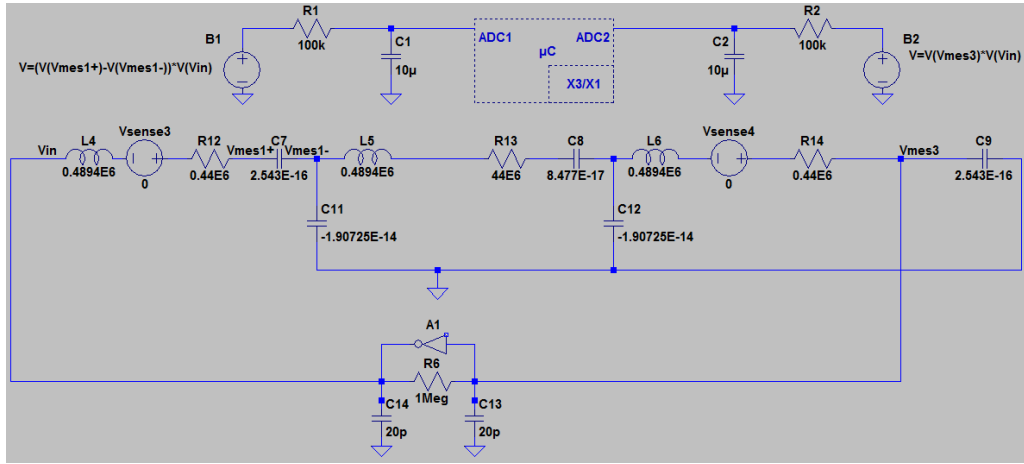 R1
100k
R2
100k
B1
V=(V(Vmes1+)-V(Vmes1-))*V(Vin)
C1
10µ
ADC1
ADC2
µC
X3/X1
C2
10µ
B2
V=V(Vmes3)*V(Vin)
Vin
L4
0.4894E6
Vsense3
0
R12
0.44E6
Vmes1+
C7
2.543E-16
Vmes1-
L5
0.4894E6
R13
44E6
C8
8.477E-17
L6
0.4894E6
Vsense4
0
R14
0.44E6
Vmes3
C9
2.543E-16
C11
-1.90725E-14
C12
-1.90725E-14
A1
R6
1Meg
C14
20p
C13
20p